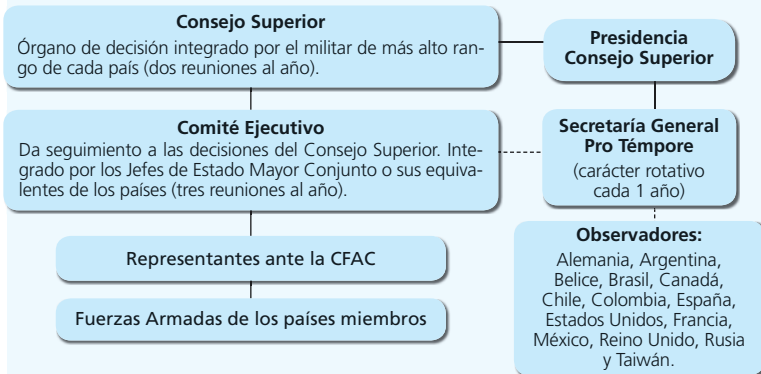 Consejo Superior
Órgano de decisión integrado por el militar de más alto ran-
go de cada país (dos reuniones al año).
Presidencia
Consejo Superior
Comité Ejecutivo
Da seguimiento a las decisiones del Consejo Superior. Inte-
grado por los Jefes de Estado Mayor Conjunto o sus equiva-
lentes de los países (tres reuniones al año).
Secretaría General
Pro Témpore
(carácter rotativo
cada 1 año)
Representantes ante la CFAC
Fuerzas Armadas de los países miembros
Observadores:
Alemania, Argentina,
Belice, Brasil, Canadá,
Chile, Colombia, España,
Estados Unidos, Francia,
México, Reino Unido, Rusia
y Taiwán.